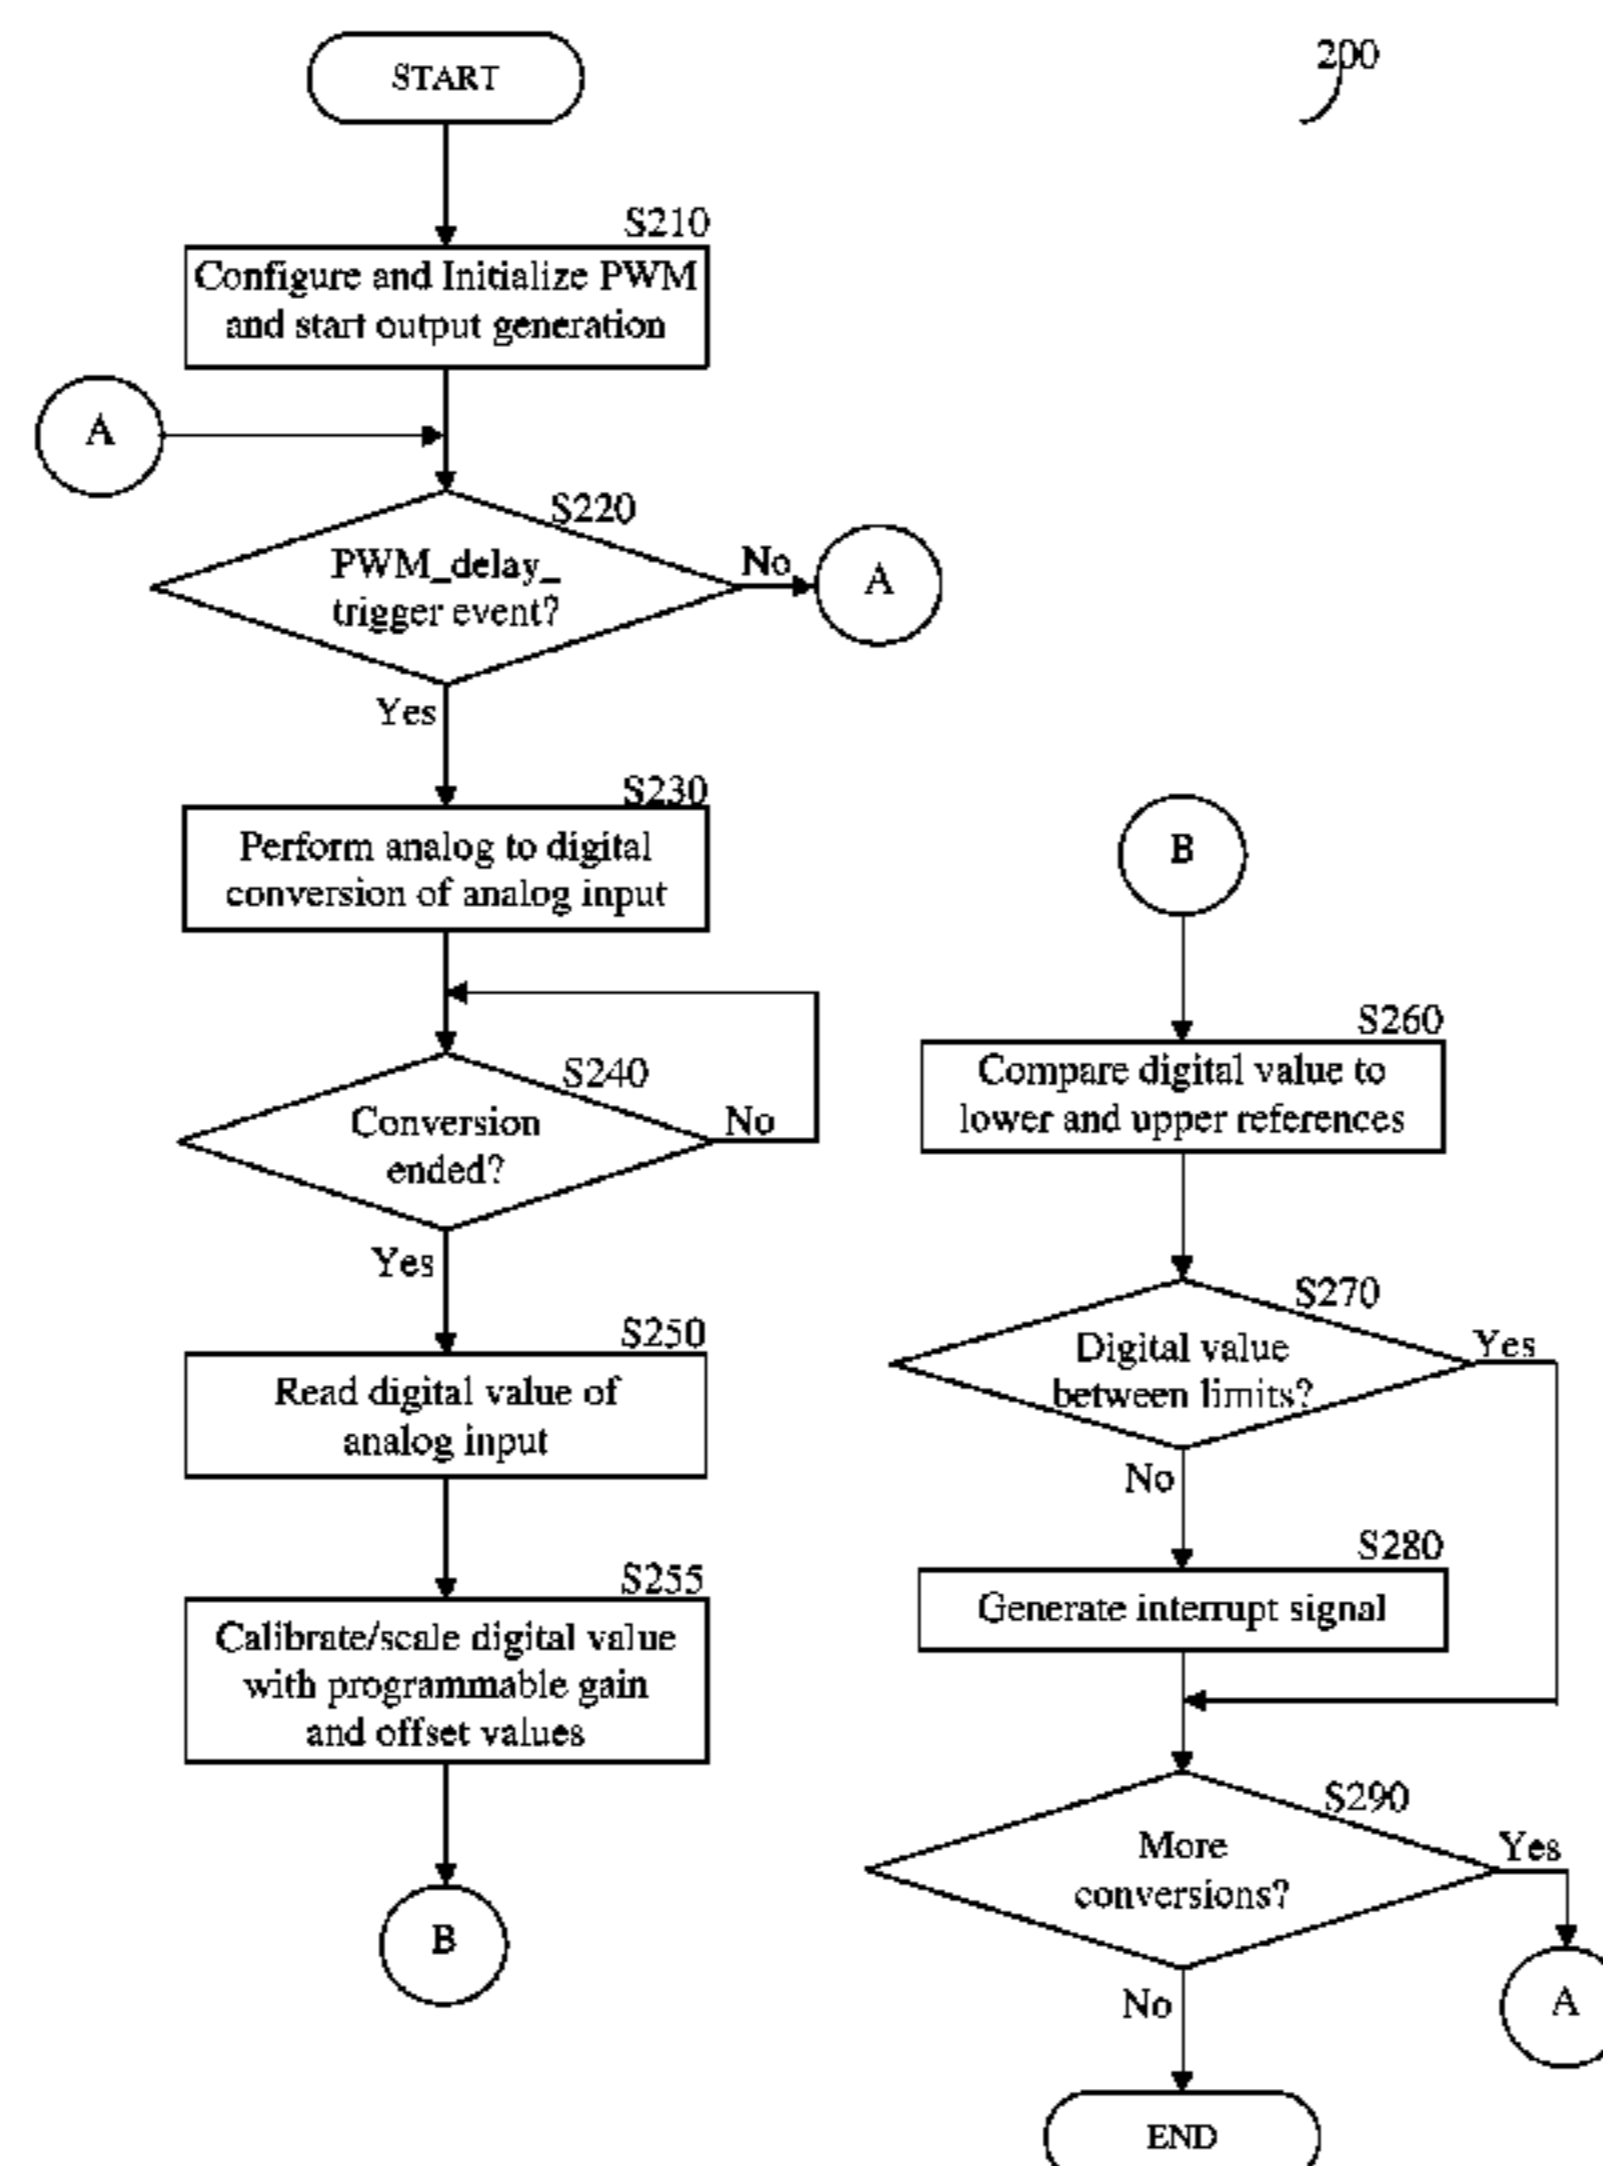 START
200
S210
Configure and Initialize PWM
and start output generation
A
S220
PWM_delay_
trigger event?
No
A
Yes
S230
Perform analog to digital
conversion of analog input
S240
Conversion
ended?
No
Yes
S250
Read digital value of
analog input
S255
Calibrate/scale digital value
with programmable gain
and offset values
B
B
S260
Compare digital value to
lower and upper references
S270
Digital value
between limits?
Yes
No
S280
Generate interrupt signal
S290
More
conversions?
Yes
A
No
END